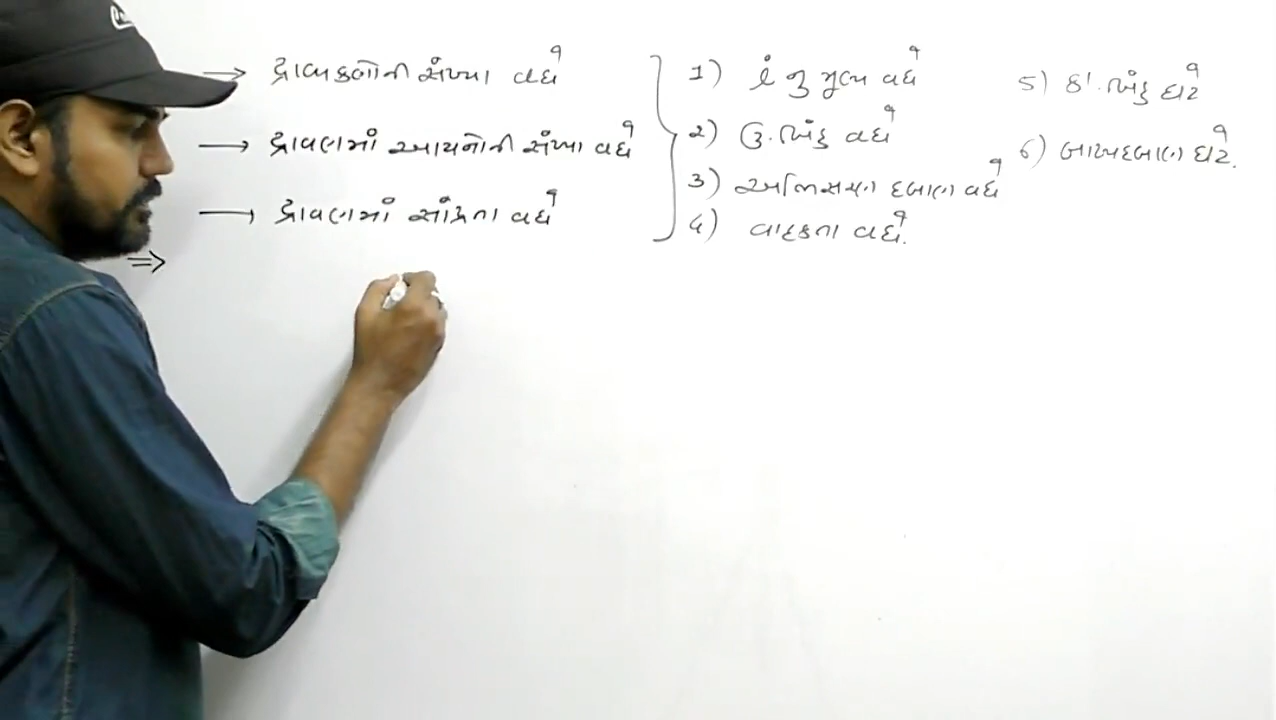 → દ્રાવ્યકણોની સંખ્યા વધે
→ દ્રાવણમાં આયનોની સંખ્યા વધે
→ દ્રાવણમાં સાંદ્રતા વધે
⇒
1) i નુ મુલ્ય વધે
2) ઉ.બિંદુ વધે
3) અભિસરણ દબાણ વધે
4) વાહકતા વધે.
5) ઠા.બિંદુ ઘટે
6) બાષ્પદબાણ ઘટે.